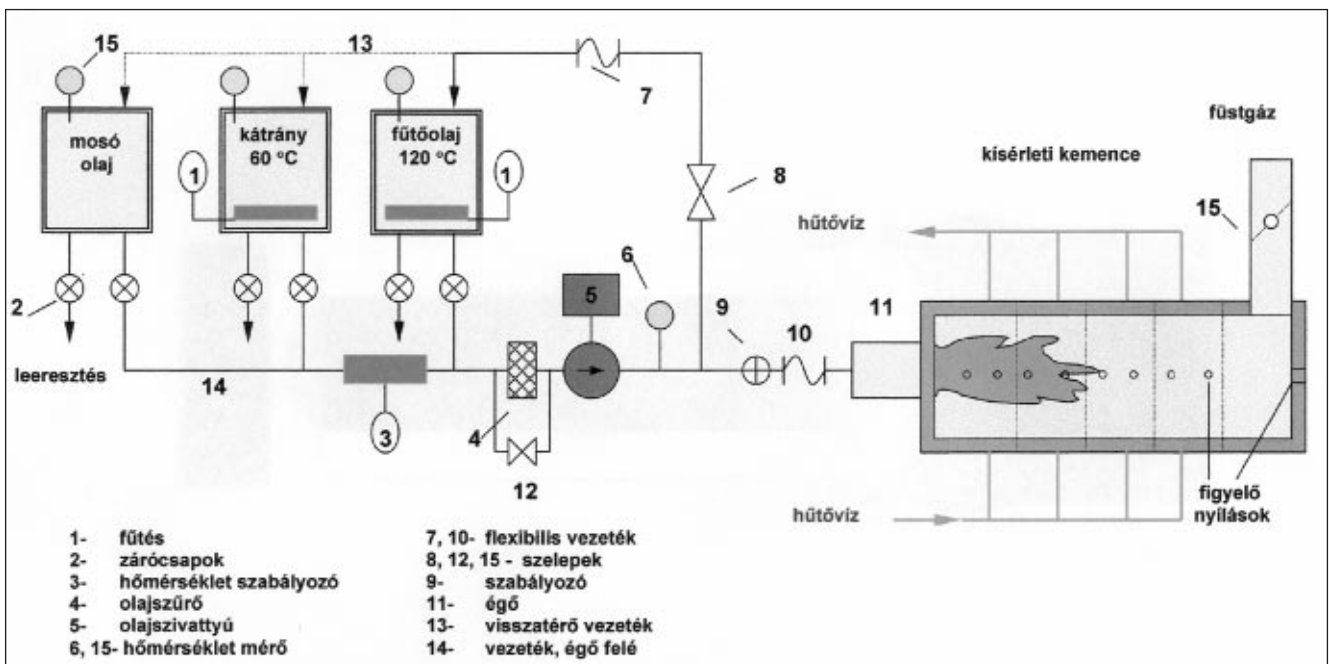 15
13
7
mosó
olaj
kátrány
60 °C
fűtőolaj
120 °C
1
1
8
füstgáz
kísérleti kemence
15
hűtővíz
2
6
5
9
10
11
leeresztés
14
3
4
12
figyelő
nyílások
hűtővíz
1- fűtés
2- zárócsapok
3- hőmérséklet szabályozó
4- olajszűrő
5- olajszivattyú
6, 15- hőmérséklet mérő
7, 10- flexibilis vezeték
8, 12, 15 - szelepek
9- szabályozó
11- égő
13- visszatérő vezeték
14- vezeték, égő felé